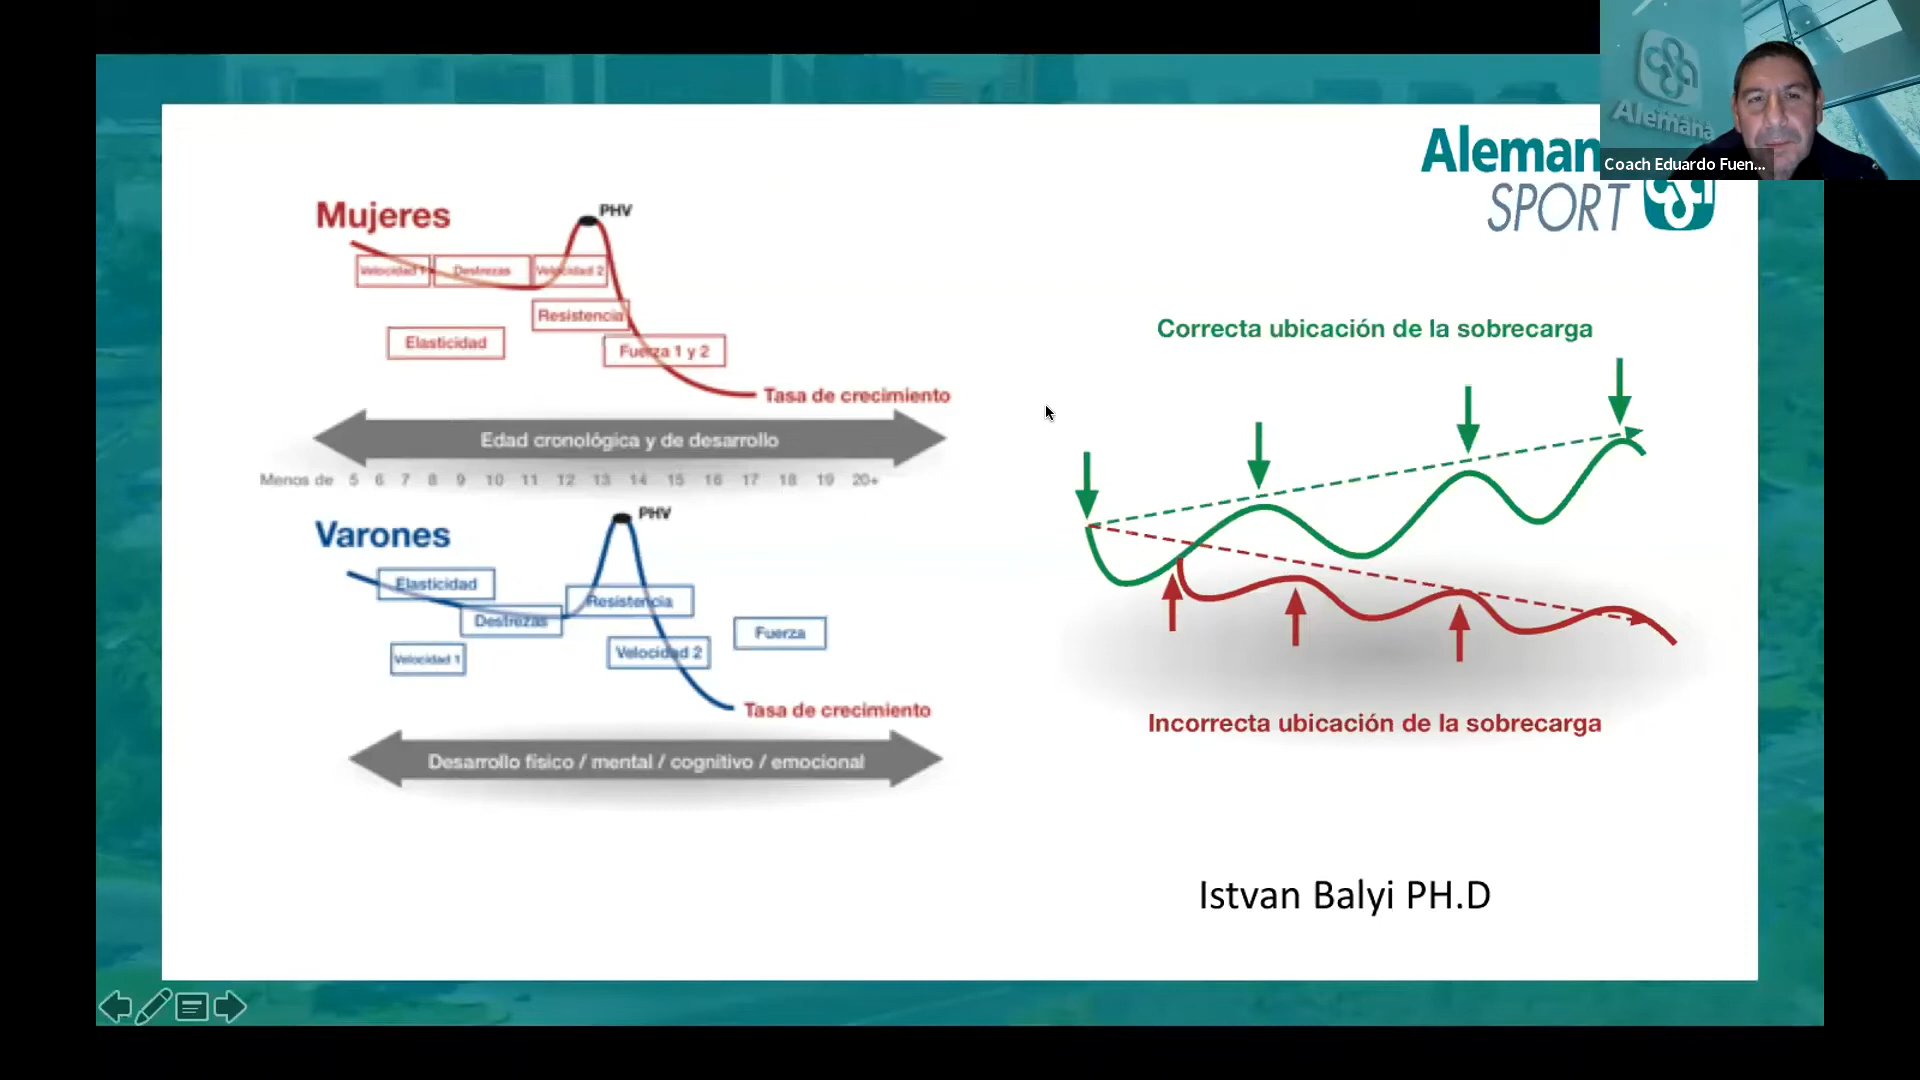 Alemana
Coach Eduardo Fuen...
Aleman
SPORT
Mujeres
PHV
Velocidad 1
Destrezas
Velocidad 2
Resistencia
Elasticidad
Fuerza 1 y 2
Tasa de crecimiento
Edad cronológica y de desarrollo
Menos de 5 6 7 8 9 10 11 12 13 14 15 16 17 18 19 20+
Varones
PHV
Elasticidad
Resistencia
Destrezas
Fuerza
Velocidad 1
Velocidad 2
Tasa de crecimiento
Desarrollo físico / mental / cognitivo / emocional
Correcta ubicación de la sobrecarga
Incorrecta ubicación de la sobrecarga
Istvan Balyi PH.D